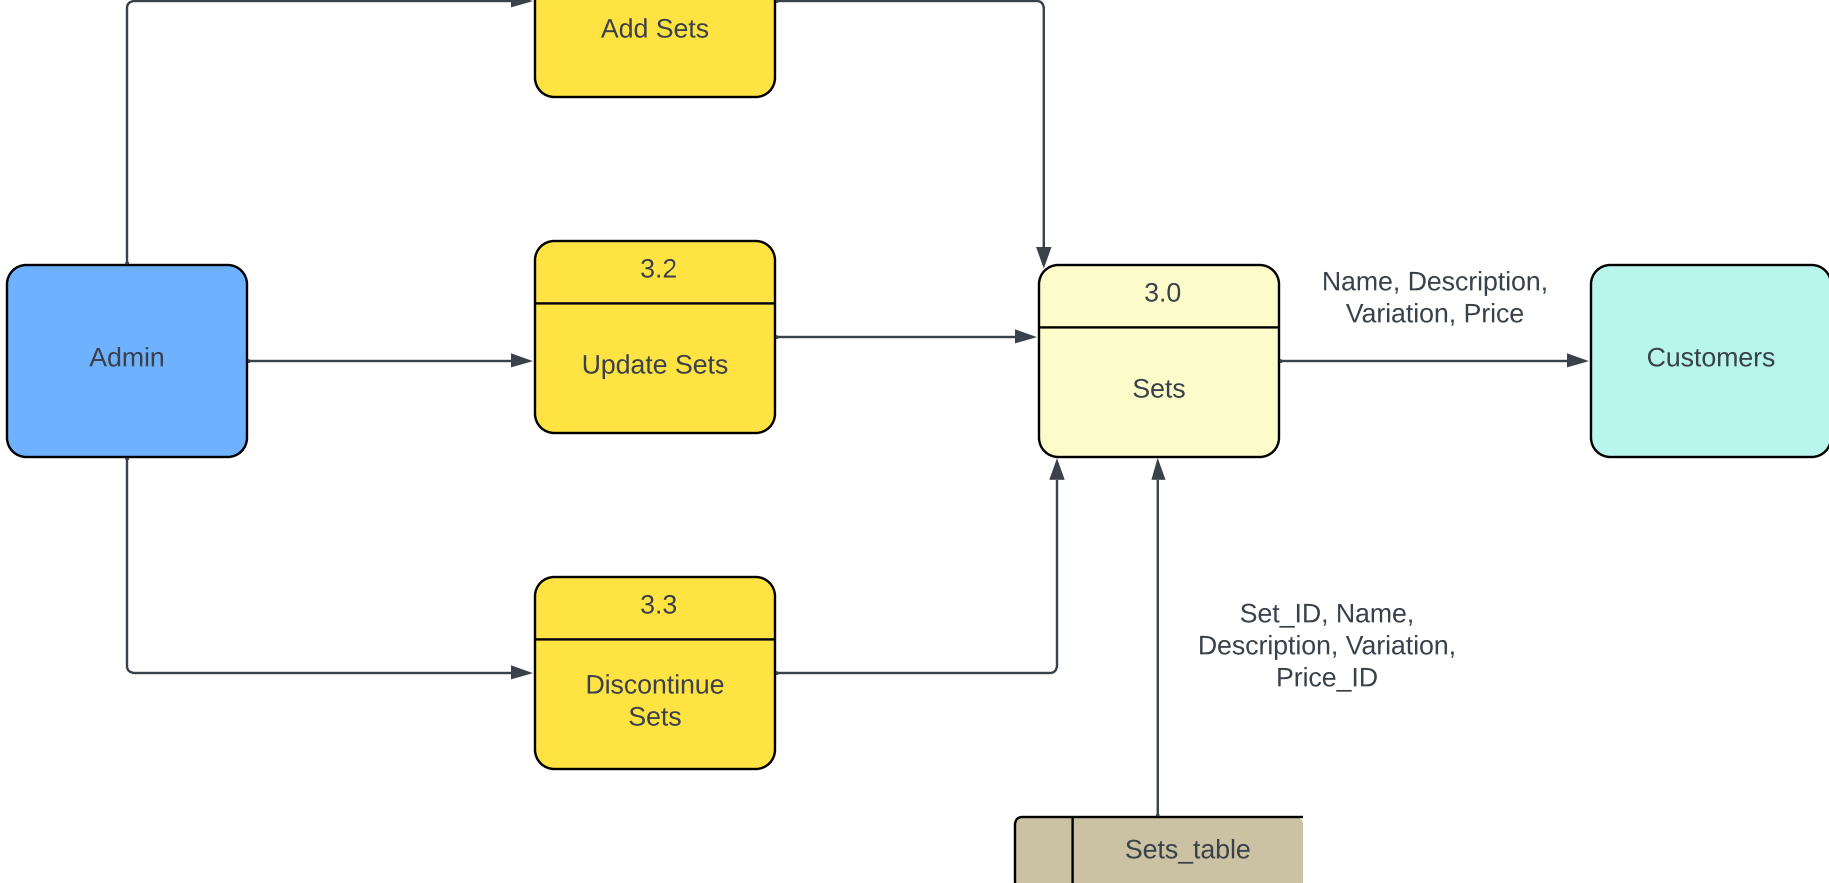 Add Sets
3.2
Update Sets
Admin
3.0
Sets
Name, Description,
Variation, Price
Customers
3.3
Discontinue
Sets
Set_ID, Name,
Description, Variation,
Price_ID
Sets_table